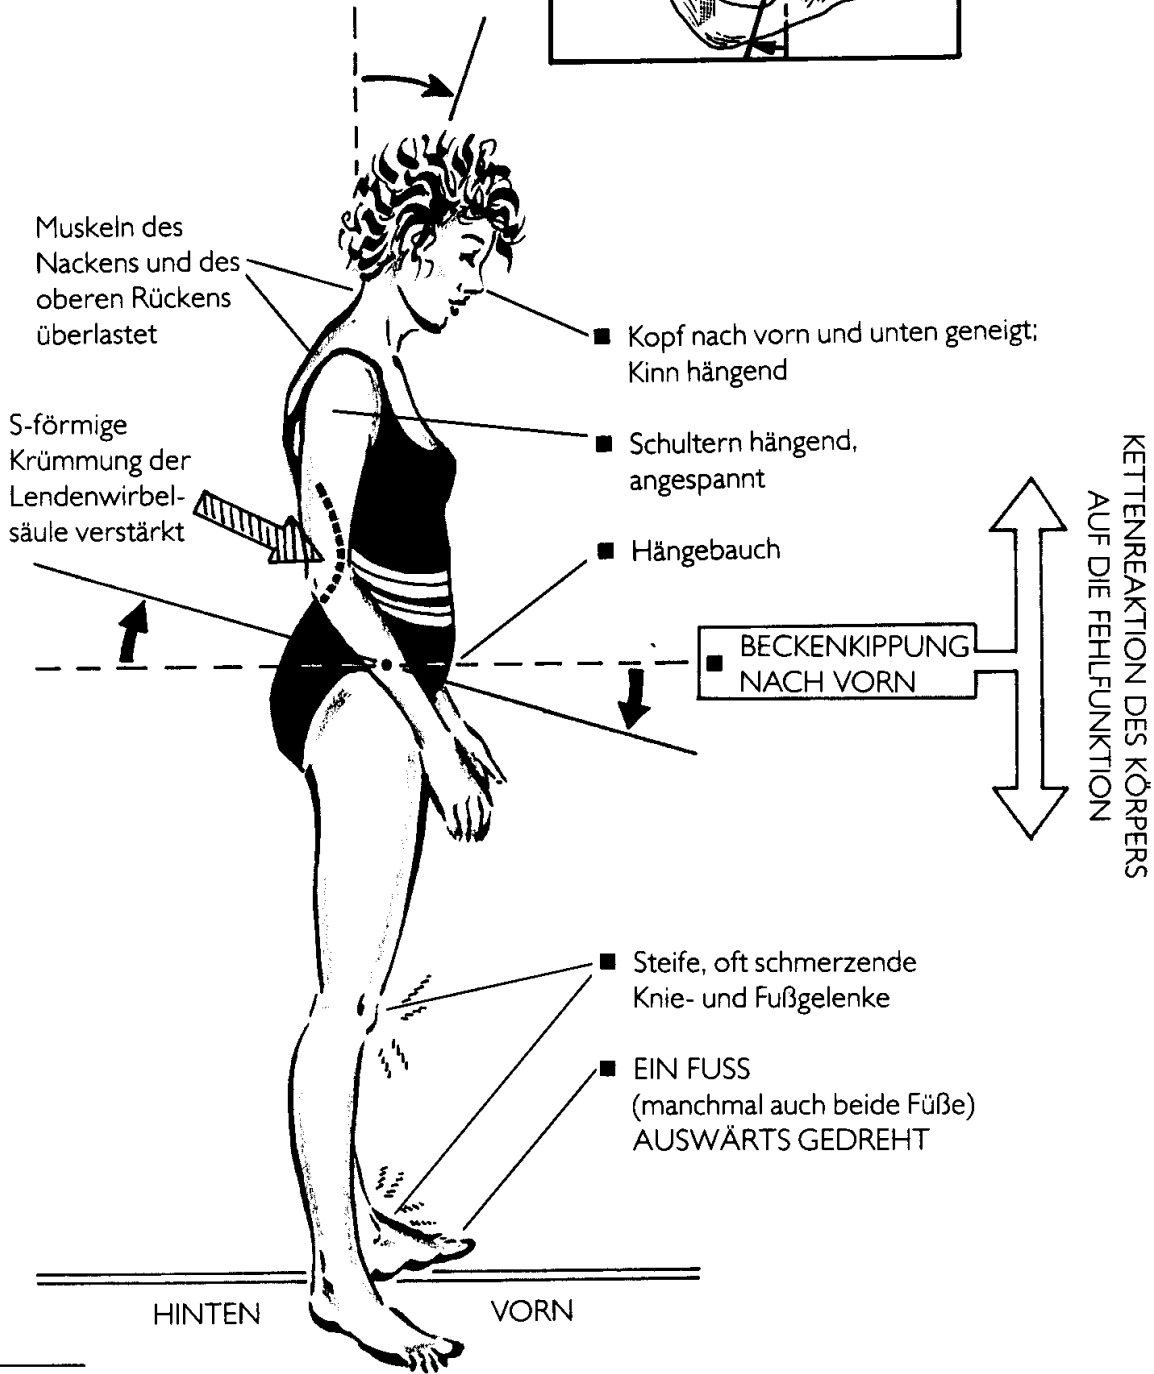 Muskeln des
Nackens und des
oberen Rückens
überlastet
Kopf nach vorn und unten geneigt;
Kinn hängend
S-förmige
Krümmung der
Lendenwirbel-
säule verstärkt
Schultern hängend,
angespannt
Hängebauch
BECKENKIPPUNG
NACH VORN
KETTENREAKTION DES KÖRPERS
AUF DIE FEHLFUNKTION
Steife, oft schmerzende
Knie- und Fußgelenke
EIN FUSS
(manchmal auch beide Füße)
AUSWÄRTS GEDREHT
HINTEN
VORN